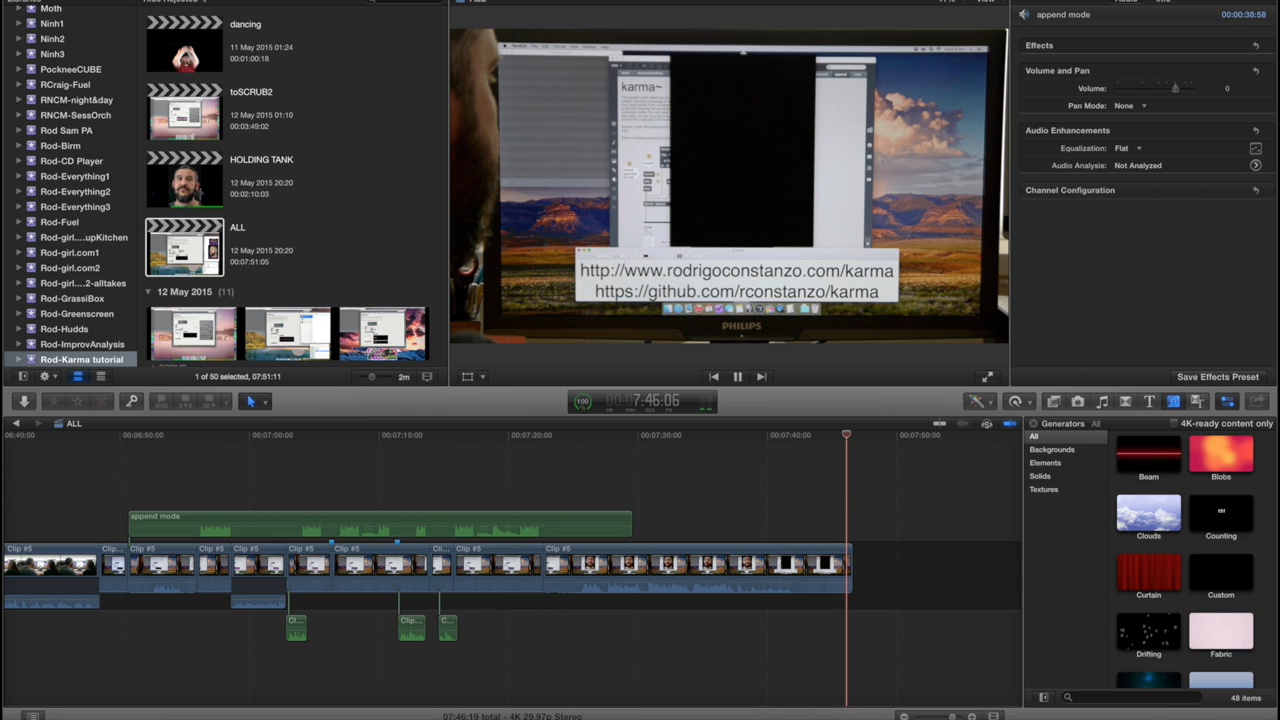 Moth
Ninh1
Ninh2
Ninh3
PockneeCUBE
RCraig-Fuel
RNCM-night&day
RNCM-SessOrch
Rod Sam PA
Rod-Birm
Rod-CD Player
Rod-Everything1
Rod-Everything2
Rod-Everything3
Rod-Fuel
Rod-girl....upKitchen
Rod-girl.com1
Rod-girl.com2
Rod-girl....2-alltakes
Rod-GrassiBox
Rod-Greenscreen
Rod-Hudds
Rod-ImprovAnalysis
Rod-Karma tutorial
dancing
11 May 2015 01:24
00:01:00:18
toSCRUB2
12 May 2015 01:10
00:03:49:02
HOLDING TANK
12 May 2015 20:20
00:02:10:03
ALL
12 May 2015 20:20
00:07:51:05
12 May 2015 (11)
1 of 50 selected, 07:51:11
2m
karma~
http://www.rodrigoconstanzo.com/karma
https://github.com/rconstanzo/karma
PHILIPS
append mode
00:00:38:58
Effects
Volume and Pan
Volume:
0
Pan Mode: None
Audio Enhancements
Equalization: Flat
Audio Analysis: Not Analyzed
Channel Configuration
Save Effects Preset
100
7:46:06
ALL
06:40:00
00:06:50:00
00:07:00:00
00:07:10:00
00:07:20:00
00:07:30:00
00:07:40:00
00:07:50:00
append mode
Clip #5
Clip...
Clip #5
Clip #5
Clip #5
Clip #5
Clip #5
Cli...
Clip #5
Clip #5
Cl...
Clip...
C...
Generators All
4K-ready content only
All
Backgrounds
Elements
Solids
Textures
Beam
Blobs
Clouds
Counting
Curtain
Custom
Drifting
Fabric
48 items
07:46:19 total - 4K 29.97p Stereo